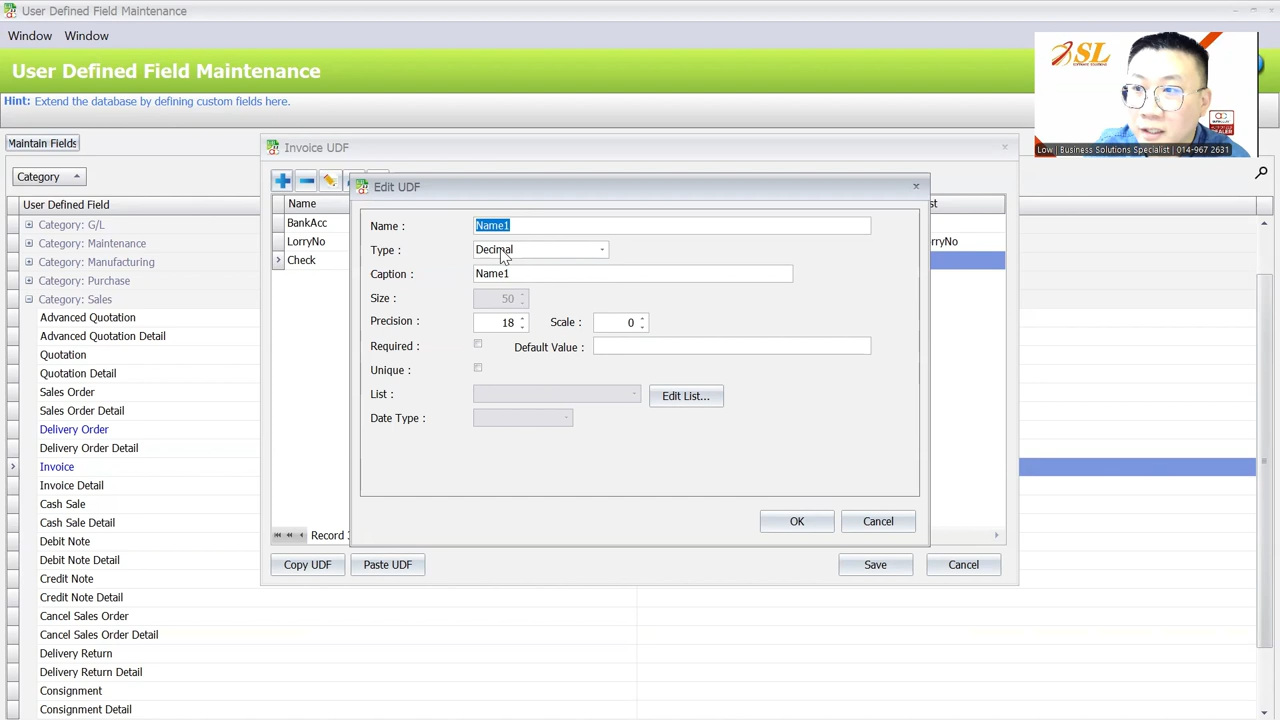 User Defined Field Maintenance
Window Window
User Defined Field Maintenance
Hint: Extend the database by defining custom fields here.
SL
Low | Business Solutions Specialist | 014-967 2631
Maintain Fields
Category
User Defined Field
Category: G/L
Category: Maintenance
Category: Manufacturing
Category: Purchase
Category: Sales
Advanced Quotation
Advanced Quotation Detail
Quotation
Quotation Detail
Sales Order
Sales Order Detail
Delivery Order
Delivery Order Detail
Invoice
Invoice Detail
Cash Sale
Cash Sale Detail
Debit Note
Debit Note Detail
Credit Note
Credit Note Detail
Cancel Sales Order
Cancel Sales Order Detail
Delivery Return
Delivery Return Detail
Consignment
Consignment Detail
Invoice UDF
Name
BankAcc
LorryNo
Check
st
rryNo
Record
Copy UDF Paste UDF Save Cancel
Edit UDF
Name : Name1
Type : Decimal
Caption : Name1
Size : 50
Precision : 18 Scale : 0
Required : Default Value :
Unique :
List : Edit List...
Date Type :
OK Cancel